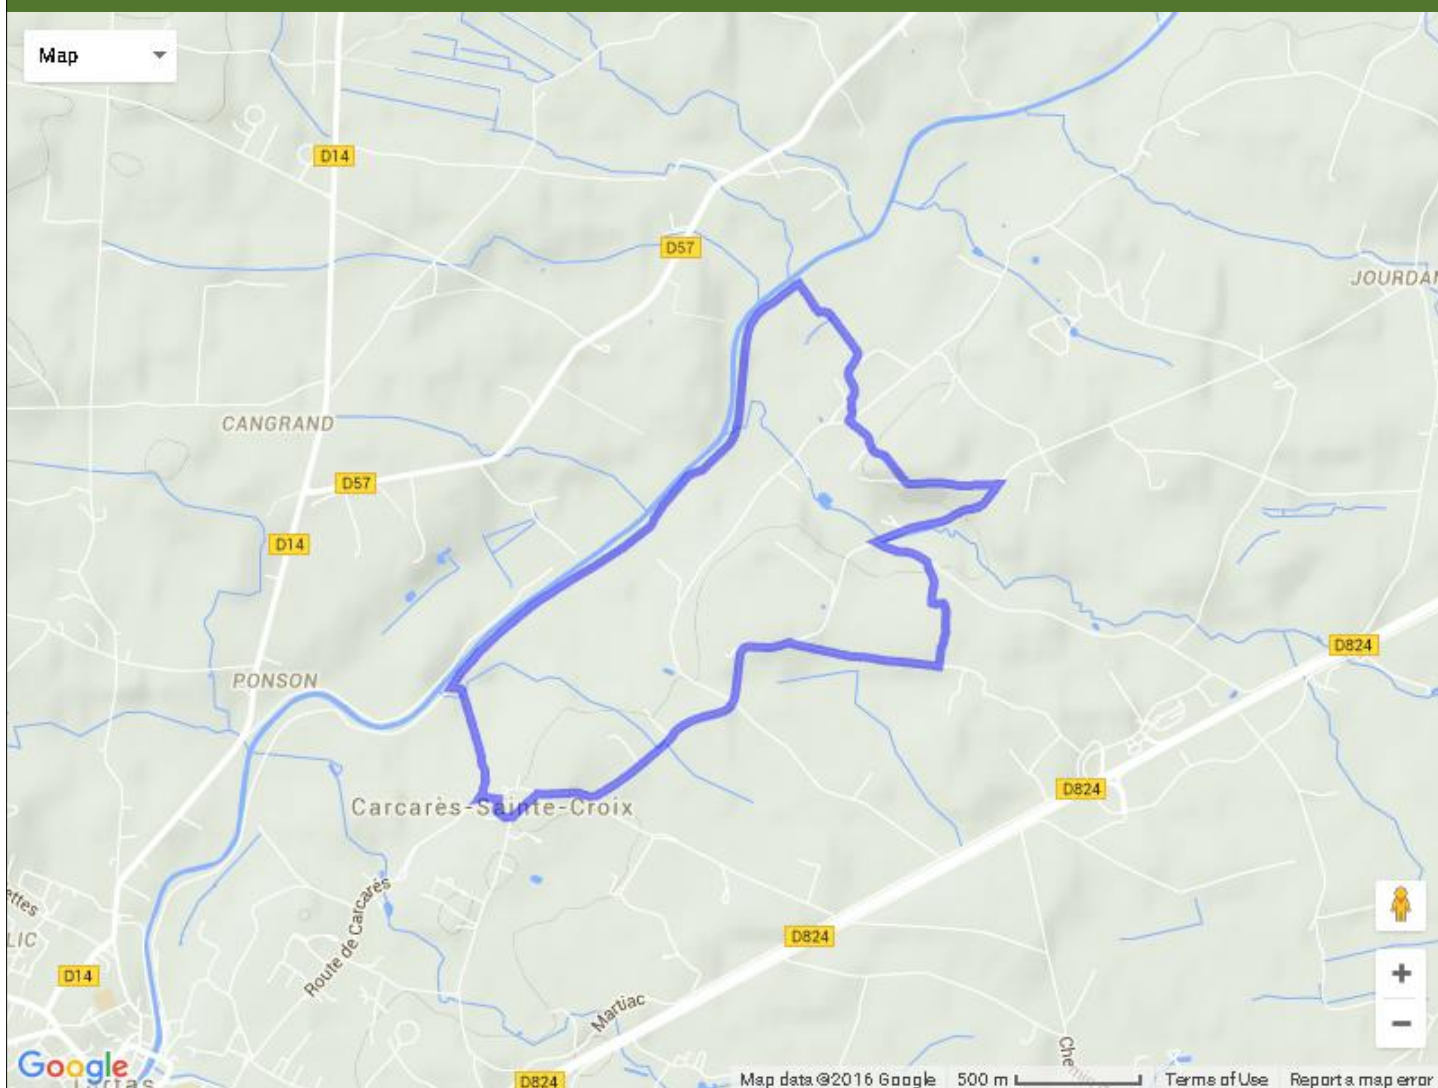 Map
D14
D57
JOURDAN
CANGRAND
D57
D14
D824
PONSON
D824
Carcarès-Sainte-Croix
Route de Carcarès
LIC
D824
D14
Martiac
+
−
Google
D824
Map data ©2016 Google 500 m Terms of Use Report a map error